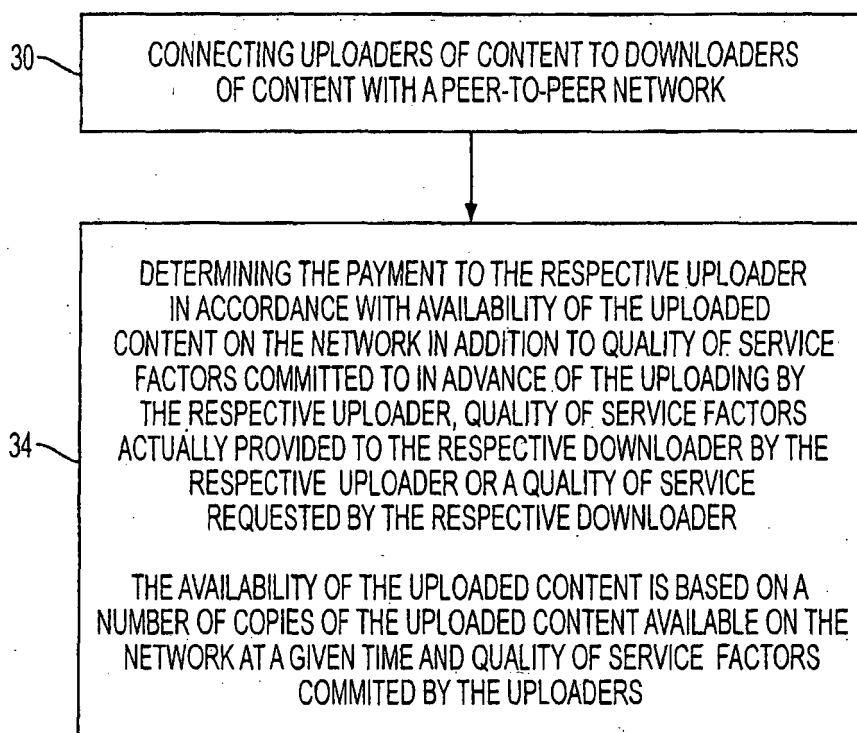 30
CONNECTING UPLOADERS OF CONTENT TO DOWNLOADERS
OF CONTENT WITH A PEER-TO-PEER NETWORK
DETERMINING THE PAYMENT TO THE RESPECTIVE UPLOADER
IN ACCORDANCE WITH AVAILABILITY OF THE UPLOADED
CONTENT ON THE NETWORK IN ADDITION TO QUALITY OF SERVICE
FACTORS COMMITTED TO IN ADVANCE OF THE UPLOADING BY
THE RESPECTIVE UPLOADER, QUALITY OF SERVICE FACTORS
34
ACTUALLY PROVIDED TO THE RESPECTIVE DOWNLOADER BY THE
RESPECTIVE UPLOADER OR A QUALITY OF SERVICE
REQUESTED BY THE RESPECTIVE DOWNLOADER
THE AVAILABILITY OF THE UPLOADED CONTENT IS BASED ON A
NUMBER OF COPIES OF THE UPLOADED CONTENT AVAILABLE ON THE
NETWORK AT A GIVEN TIME AND QUALITY OF SERVICE FACTORS
COMMITED BY THE UPLOADERS